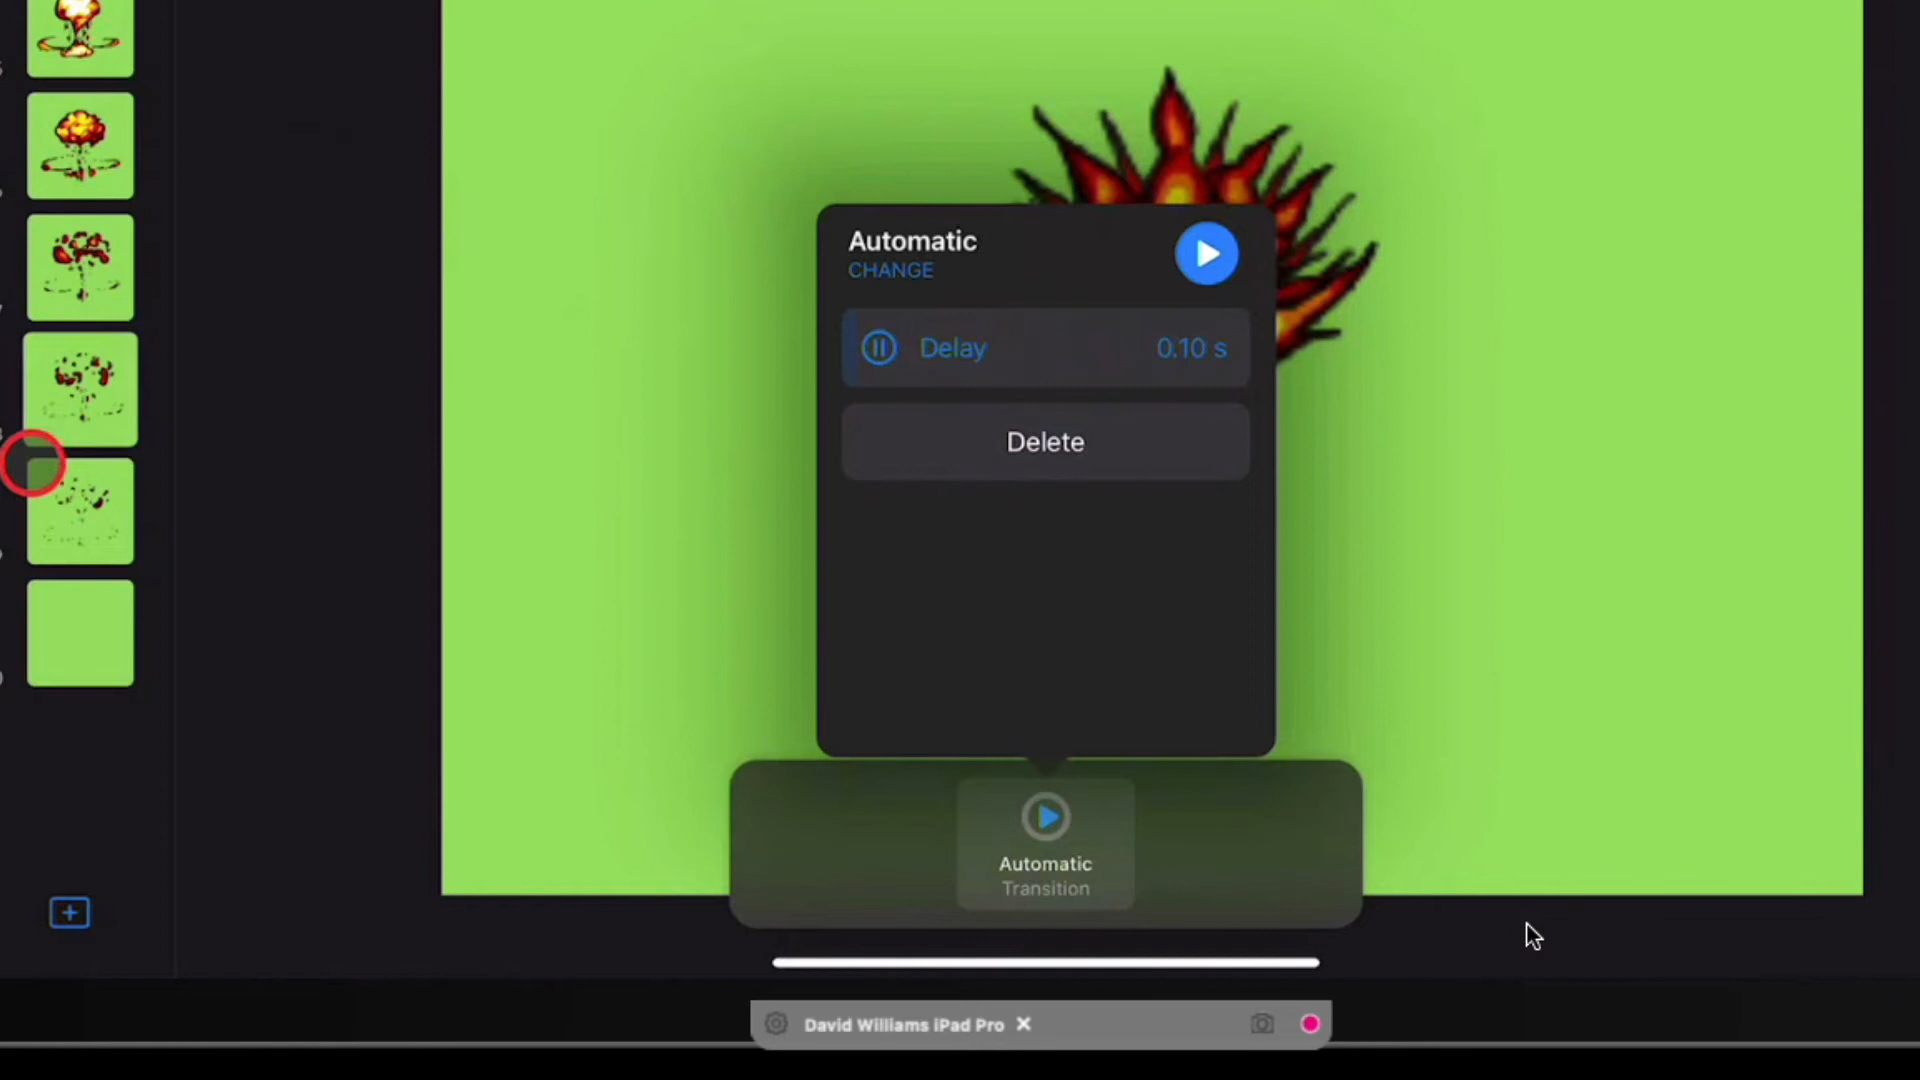 Automatic
CHANGE
Delay 0.10 s
Delete
Automatic
Transition
David Williams iPad Pro